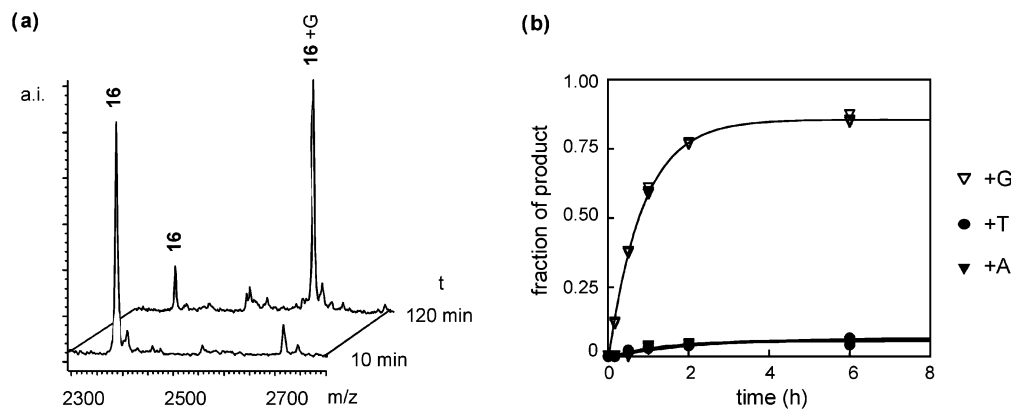 (a)
a.i.
16
16
16 +G
t
120 min
10 min
2300
2500
2700
m/z
(b)
fraction of product
1.00
0.75
0.50
0.25
0
0
2
4
6
8
time (h)
+G
+T
+A